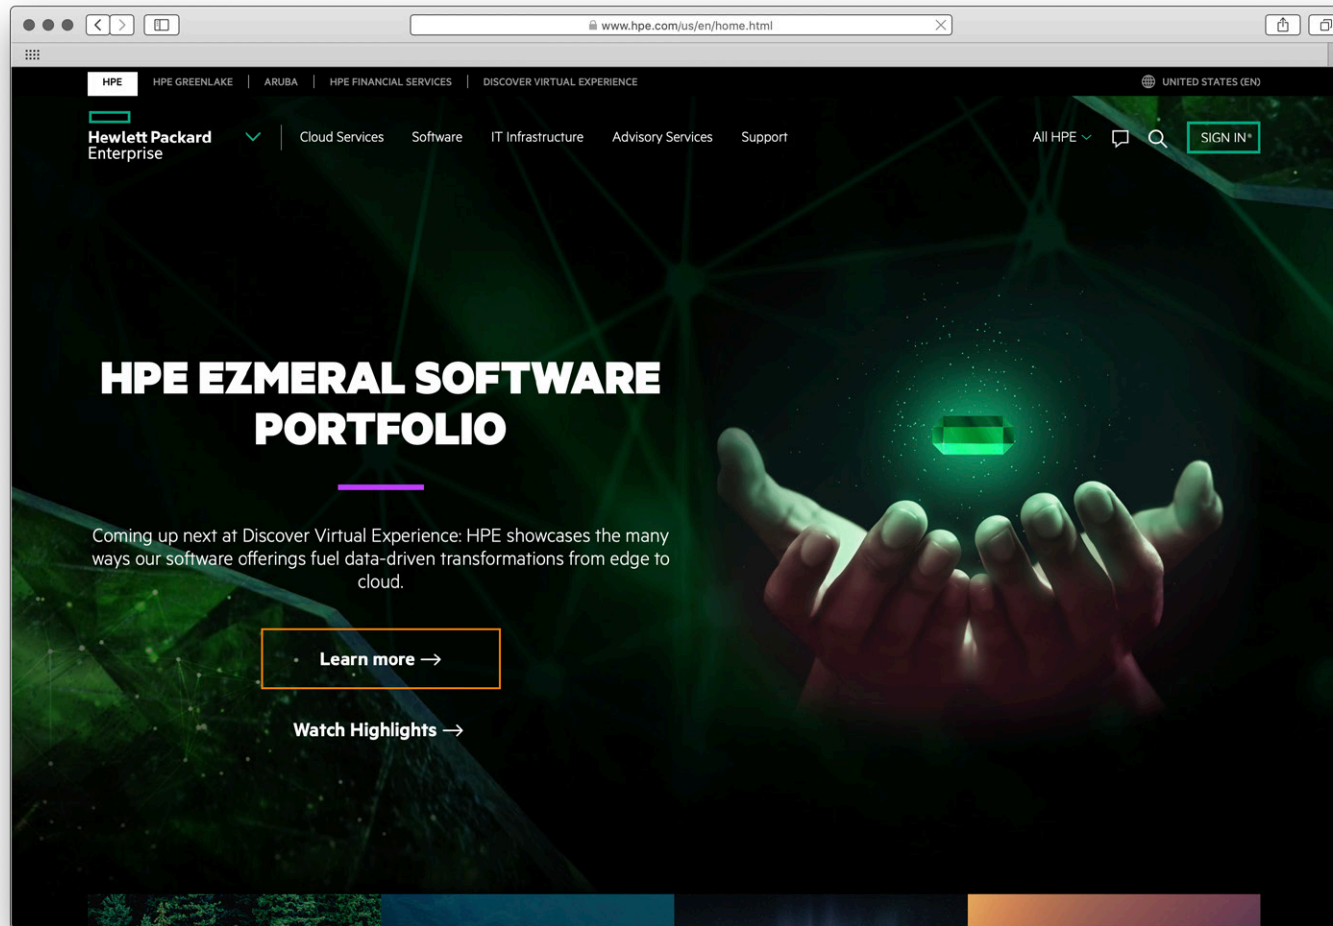 www.hpe.com/us/en/home.html
HPE
HPE GREENLAKE
ARUBA
HPE FINANCIAL SERVICES
DISCOVER VIRTUAL EXPERIENCE
UNITED STATES (EN)
Hewlett Packard
Enterprise
Cloud Services
Software
IT Infrastructure
Advisory Services
Support
All HPE
SIGN IN
HPE EZMERAL SOFTWARE
PORTFOLIO
Coming up next at Discover Virtual Experience: HPE showcases the many
ways our software offerings fuel data-driven transformations from edge to
cloud.
Learn more →
Watch Highlights →